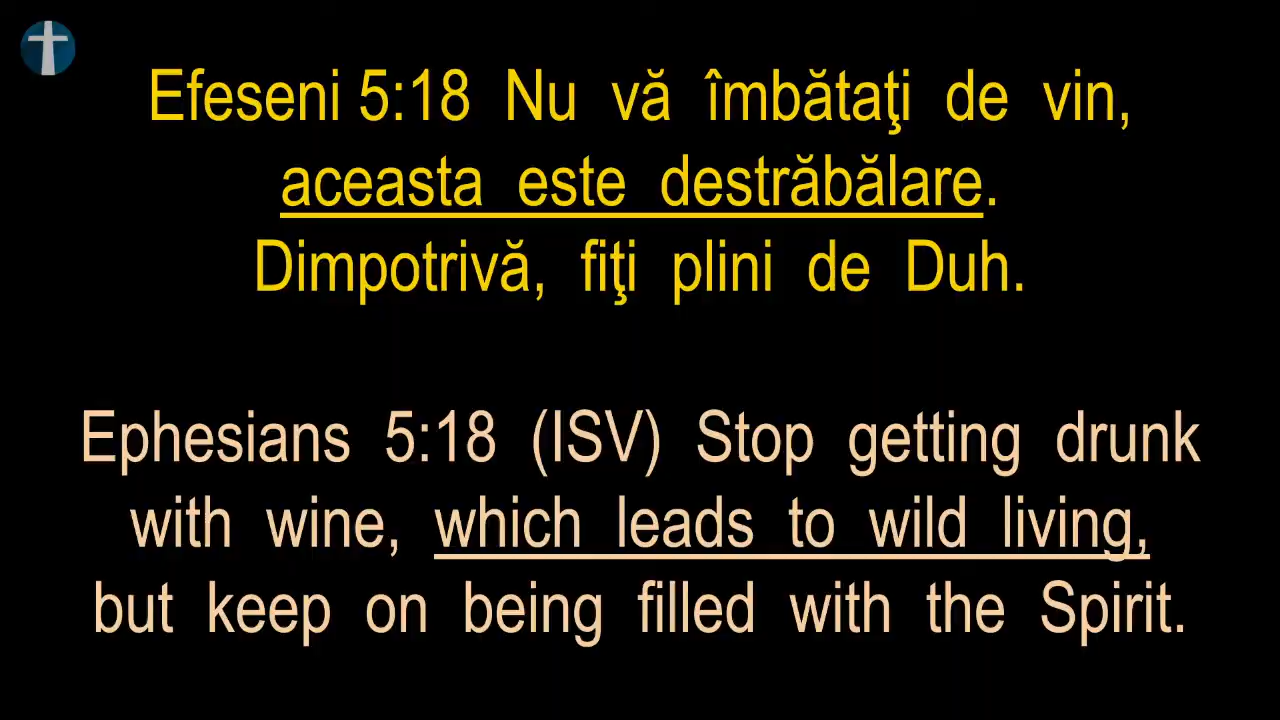 Efeseni 5:18 Nu vă îmbătaţi de vin,
aceasta este destrăbălare.
Dimpotrivă, fiţi plini de Duh.
Ephesians 5:18 (ISV) Stop getting drunk
with wine, which leads to wild living,
but keep on being filled with the Spirit.